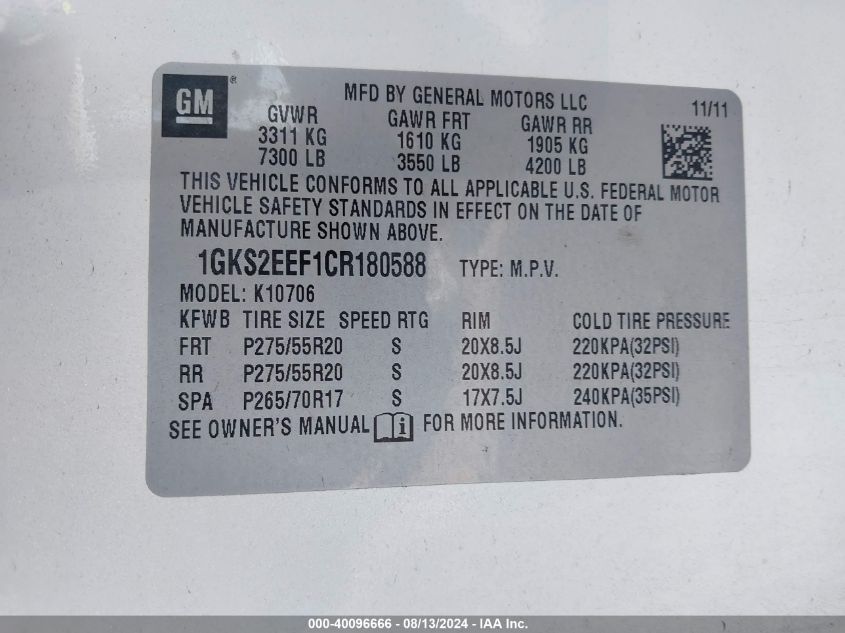 GM ®
MFD BY GENERAL MOTORS LLC 11/11
GVWR GAWR FRT GAWR RR
3311 KG 1610 KG 1905 KG
7300 LB 3550 LB 4200 LB
THIS VEHICLE CONFORMS TO ALL APPLICABLE U.S. FEDERAL MOTOR
VEHICLE SAFETY STANDARDS IN EFFECT ON THE DATE OF
MANUFACTURE SHOWN ABOVE.
1GKS2EEF1CR180588 TYPE: M.P.V.
MODEL: K10706
KFWB TIRE SIZE SPEED RTG RIM COLD TIRE PRESSURE
FRT P275/55R20 S 20X8.5J 220KPA(32PSI)
RR P275/55R20 S 20X8.5J 220KPA(32PSI)
SPA P265/70R17 S 17X7.5J 240KPA(35PSI)
SEE OWNER'S MANUAL i FOR MORE INFORMATION.
000-40096666 - 08/13/2024 - IAA Inc.